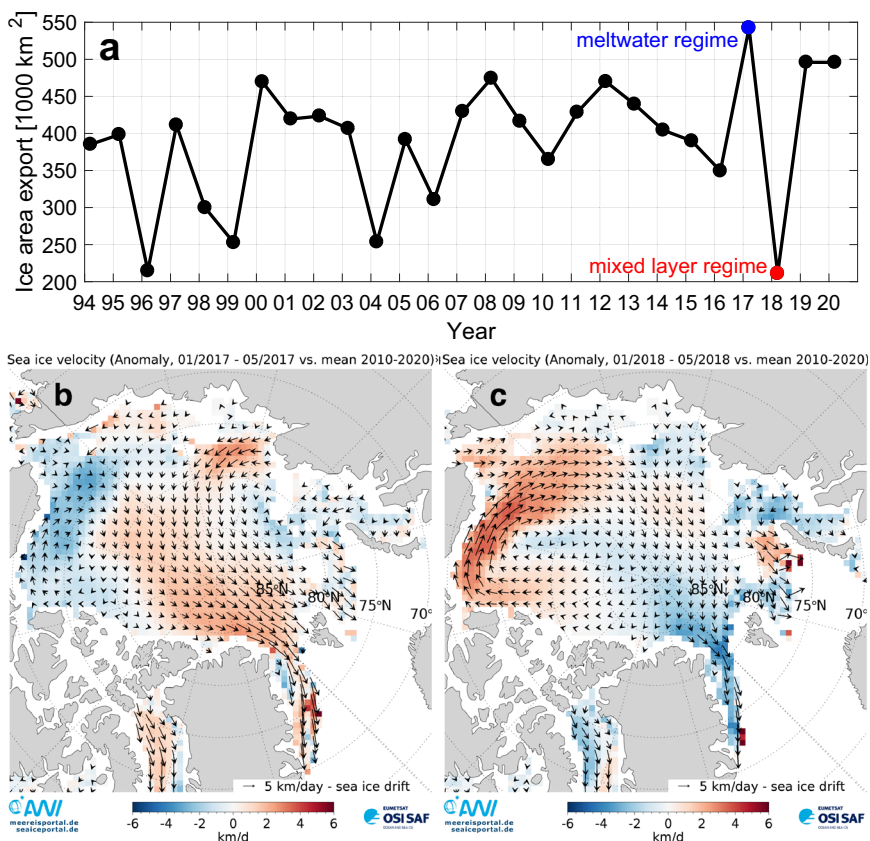 a
Ice area export [1000 km 2]
550
500
450
400
350
300
250
200
meltwater regime
mixed layer regime
94 95 96 97 98 99 00 01 02 03 04 05 06 07 08 09 10 11 12 13 14 15 16 17 18 19 20
Year
Sea ice velocity (Anomaly, 01/2017 - 05/2017 vs. mean 2010-2020)
b
85°N
80°N
75°N
70°
5 km/day - sea ice drift
AWI
meereisportal.de
seaiceportal.de
-6 -4 -2 0 2 4 6
km/d
EUMETSAT
OSI SAF
Sea ice velocity (Anomaly, 01/2018 - 05/2018 vs. mean 2010-2020)
c
85°N
80°N
75°N
70°
5 km/day - sea ice drift
AWI
meereisportal.de
seaiceportal.de
-6 -4 -2 0 2 4 6
km/d
EUMETSAT
OSI SAF